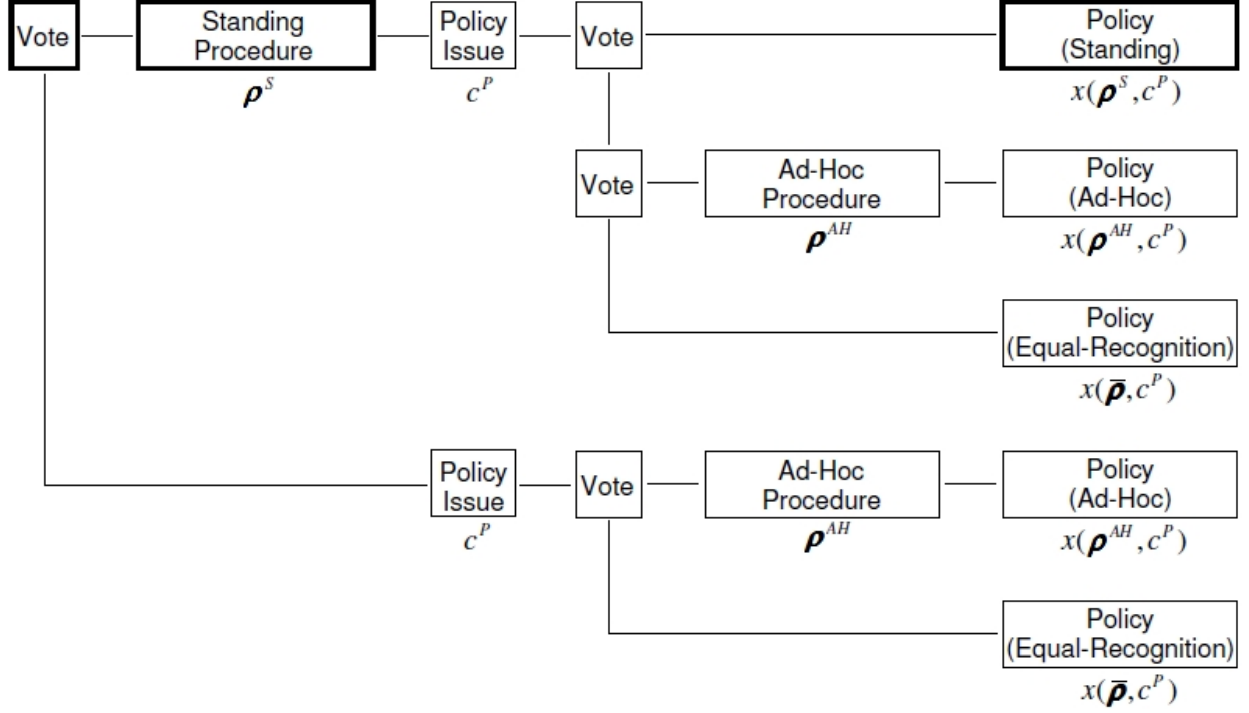 Vote
Standing
Procedure
ρ^S
Policy
Issue
c^P
Vote
Policy
(Standing)
x(ρ^S, c^P)
Vote
Ad-Hoc
Procedure
ρ^AH
Policy
(Ad-Hoc)
x(ρ^AH, c^P)
Policy
(Equal-Recognition)
x(ρ̅, c^P)
Policy
Issue
c^P
Vote
Ad-Hoc
Procedure
ρ^AH
Policy
(Ad-Hoc)
x(ρ^AH, c^P)
Policy
(Equal-Recognition)
x(ρ̅, c^P)